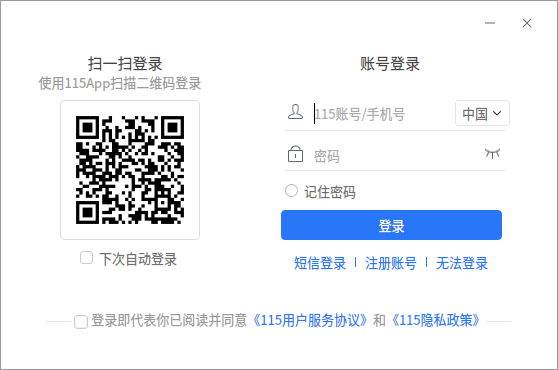 扫一扫登录
使用115App扫描二维码登录
下次自动登录
账号登录
115账号/手机号
中国
密码
记住密码
登录
短信登录 | 注册账号 | 无法登录
登录即代表你已阅读并同意《115用户服务协议》和《115隐私政策》